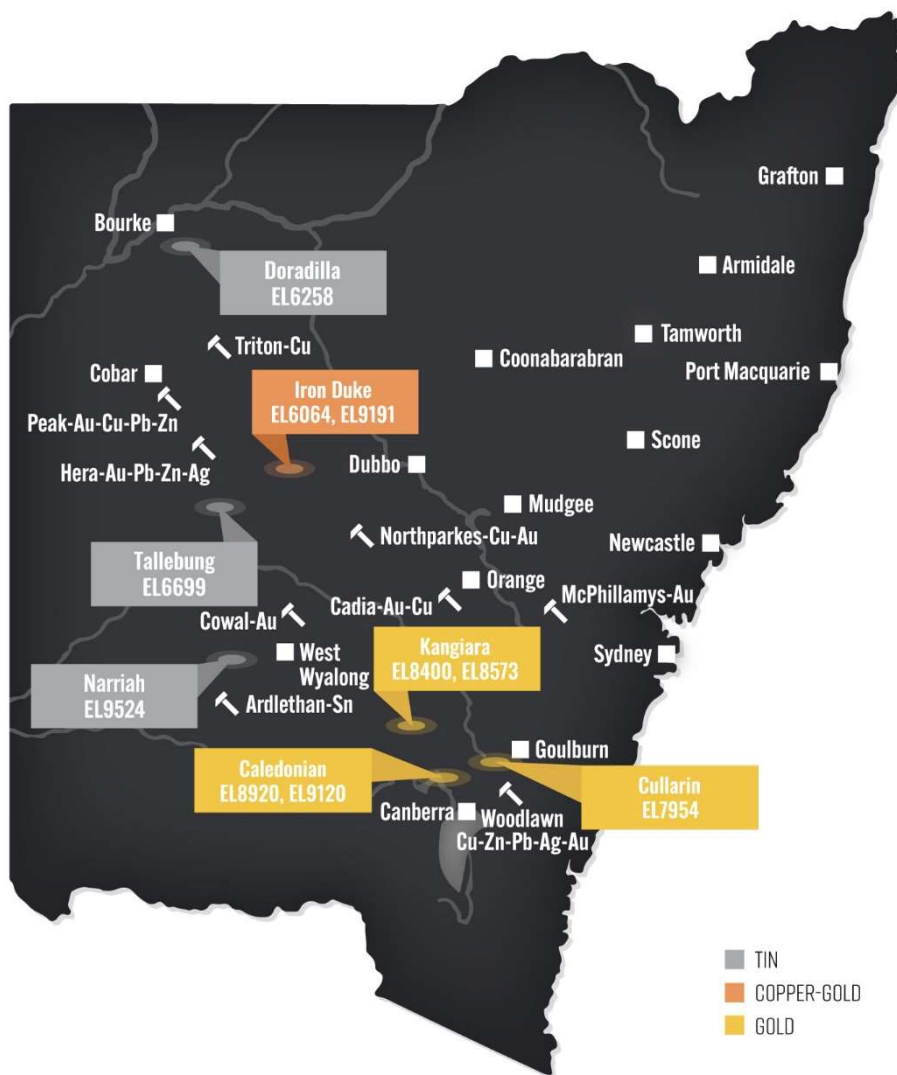 Grafton
Bourke
Doradilla
EL6258
Armidale
Triton-Cu
Tamworth
Coonabarabran
Cobar
Port Macquarie
Iron Duke
EL6064, EL9191
Peak-Au-Cu-Pb-Zn
Scone
Hera-Au-Pb-Zn-Ag
Dubbo
Mudgee
Northparkes-Cu-Au
Newcastle
Tallebung
EL6699
Orange
McPhillamys-Au
Cadia-Au-Cu
Cowal-Au
Kangiara
EL8400, EL8573
West
Wyalong
Sydney
Narriah
EL9524
Ardlethan-Sn
Goulburn
Caledonian
EL8920, EL9120
Cullarin
EL7954
Canberra
Woodlawn
Cu-Zn-Pb-Ag-Au
TIN
COPPER-GOLD
GOLD